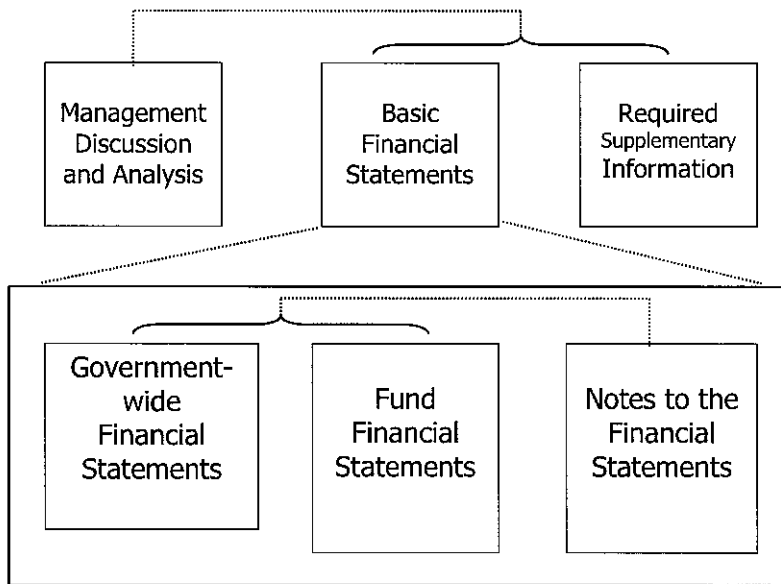 Management
Discussion
and Analysis
Basic
Financial
Statements
Required
Supplementary
Information
Government-
wide
Financial
Statements
Fund
Financial
Statements
Notes to the
Financial
Statements